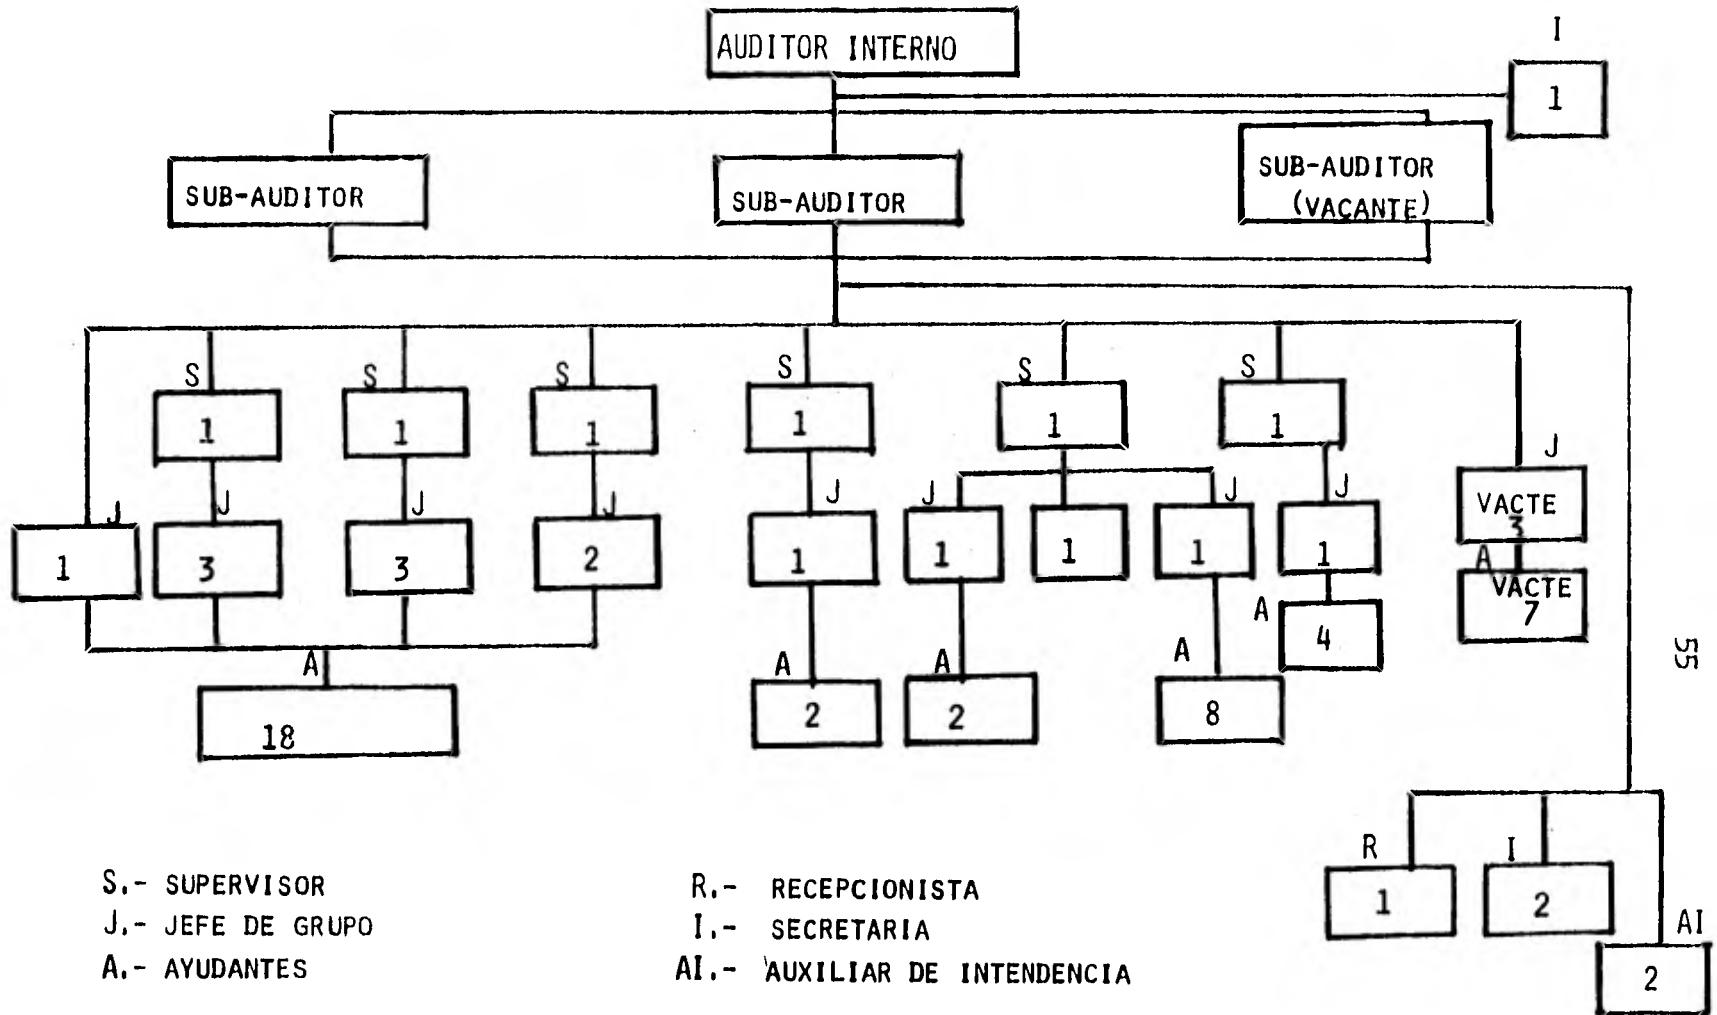 AUDITOR INTERNO
I
1
SUB-AUDITOR
SUB-AUDITOR
SUB-AUDITOR
(VACANTE)
S
1
S
1
S
1
S
1
S
1
S
1
J
1
J
3
J
3
J
2
J
1
J
1
1
J
1
J
1
J
VACTE
3
A
VACTE
7
A
18
A
2
A
2
A
8
A
4
55
R
1
I
2
AI
2
S.- SUPERVISOR
J.- JEFE DE GRUPO
A.- AYUDANTES
R.- RECEPCIONISTA
I.- SECRETARIA
AI.- AUXILIAR DE INTENDENCIA